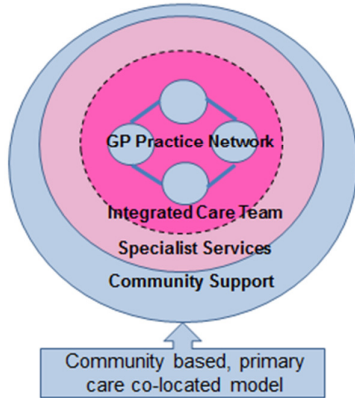 GP Practice Network
Integrated Care Team
Specialist Services
Community Support
Community based, primary
care co-located model